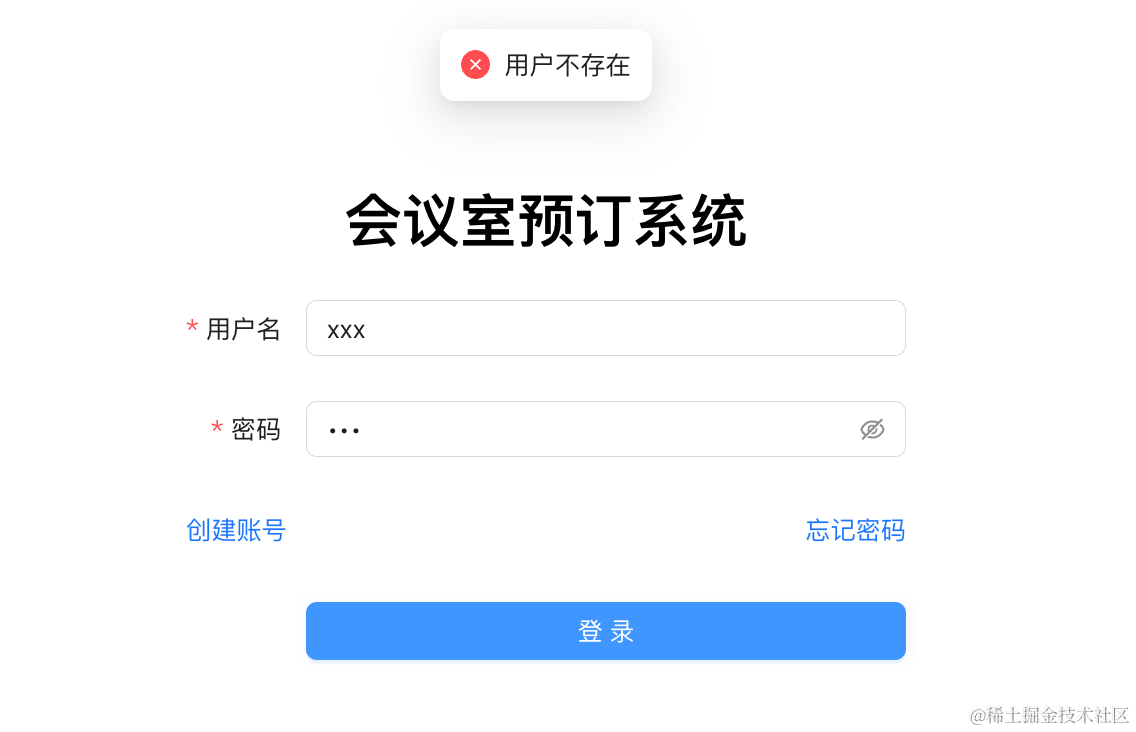 用户不存在
会议室预订系统
* 用户名 xxx
* 密码 •••
创建账号 忘记密码
登 录
@稀土掘金技术社区